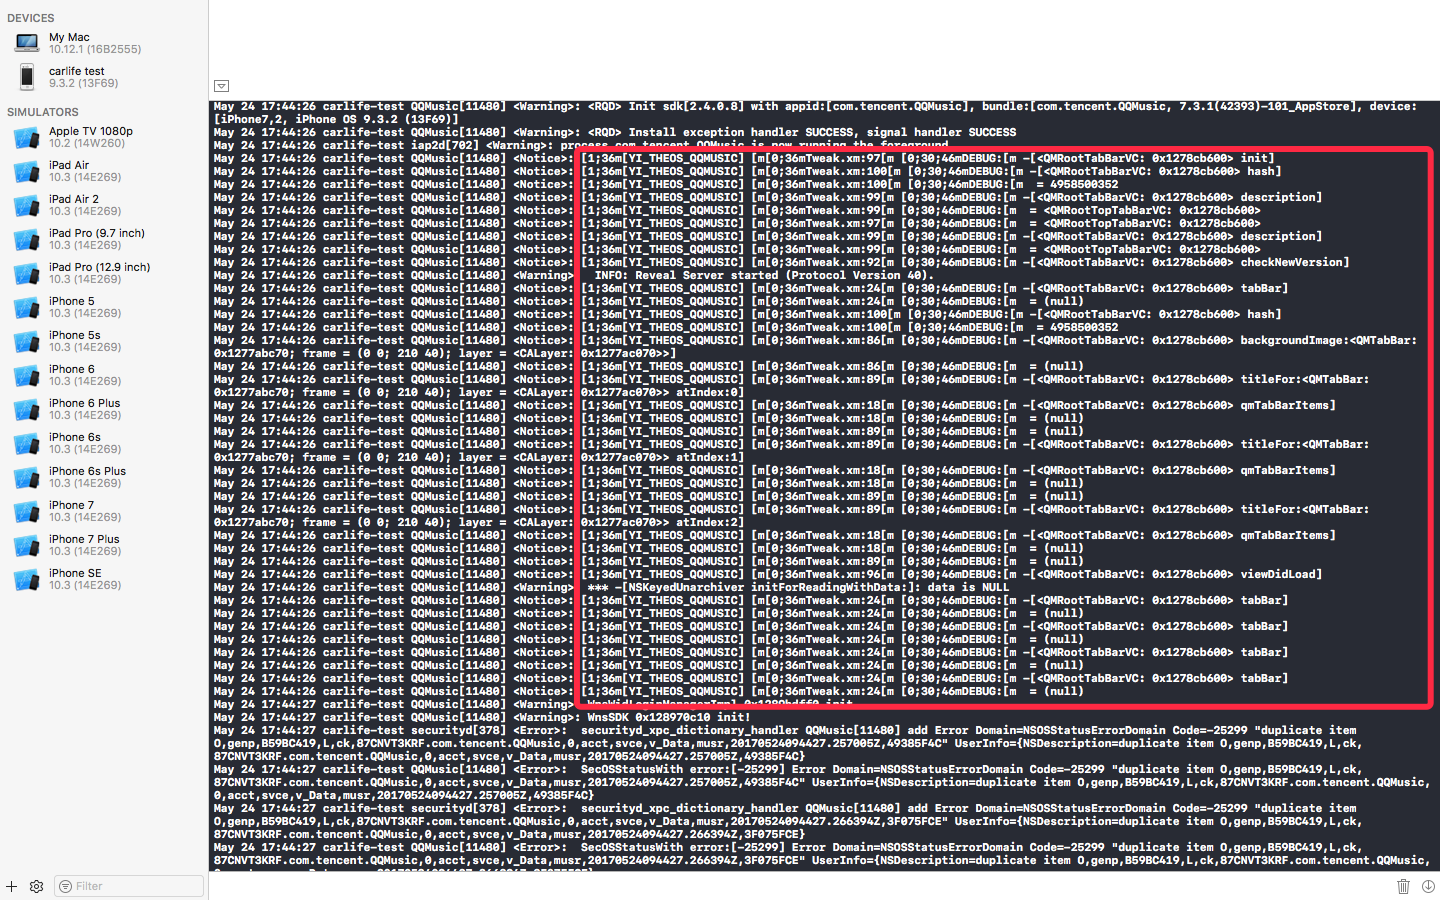 DEVICES
My Mac
10.12.1 (16B2555)
carlife test
9.3.2 (13F69)
SIMULATORS
Apple TV 1080p
10.2 (14W260)
iPad Air
10.3 (14E269)
iPad Air 2
10.3 (14E269)
iPad Pro (9.7 inch)
10.3 (14E269)
iPad Pro (12.9 inch)
10.3 (14E269)
iPhone 5
10.3 (14E269)
iPhone 5s
10.3 (14E269)
iPhone 6
10.3 (14E269)
iPhone 6 Plus
10.3 (14E269)
iPhone 6s
10.3 (14E269)
iPhone 6s Plus
10.3 (14E269)
iPhone 7
10.3 (14E269)
iPhone 7 Plus
10.3 (14E269)
iPhone SE
10.3 (14E269)
Filter
May 24 17:44:26 carlife-test QQMusic[11480] <Warning>: <RQD> Init sdk[2.4.0.8] with appid:[com.tencent.QQMusic], bundle:[com.tencent.QQMusic, 7.3.1(42393)-101_AppStore], device:
[iPhone7,2, iPhone OS 9.3.2 (13F69)]
May 24 17:44:26 carlife-test QQMusic[11480] <Warning>: <RQD> Install exception handler SUCCESS, signal handler SUCCESS
May 24 17:44:26 carlife-test iap2d[702] <Warning>: process com.tencent.QQMusic is now running the foreground
May 24 17:44:26 carlife-test QQMusic[11480] <Notice>: [1;36m[YI_THEOS_QQMUSIC] [m[0;36mTweak.xm:97[m [0;30;46mDEBUG:[m -[<QMRootTabBarVC: 0x1278cb600> init]
May 24 17:44:26 carlife-test QQMusic[11480] <Notice>: [1;36m[YI_THEOS_QQMUSIC] [m[0;36mTweak.xm:100[m [0;30;46mDEBUG:[m -[<QMRootTabBarVC: 0x1278cb600> hash]
May 24 17:44:26 carlife-test QQMusic[11480] <Notice>: [1;36m[YI_THEOS_QQMUSIC] [m[0;36mTweak.xm:100[m [0;30;46mDEBUG:[m  = 4958500352
May 24 17:44:26 carlife-test QQMusic[11480] <Notice>: [1;36m[YI_THEOS_QQMUSIC] [m[0;36mTweak.xm:99[m [0;30;46mDEBUG:[m -[<QMRootTabBarVC: 0x1278cb600> description]
May 24 17:44:26 carlife-test QQMusic[11480] <Notice>: [1;36m[YI_THEOS_QQMUSIC] [m[0;36mTweak.xm:99[m [0;30;46mDEBUG:[m  = <QMRootTopTabBarVC: 0x1278cb600>
May 24 17:44:26 carlife-test QQMusic[11480] <Notice>: [1;36m[YI_THEOS_QQMUSIC] [m[0;36mTweak.xm:97[m [0;30;46mDEBUG:[m  = <QMRootTopTabBarVC: 0x1278cb600>
May 24 17:44:26 carlife-test QQMusic[11480] <Notice>: [1;36m[YI_THEOS_QQMUSIC] [m[0;36mTweak.xm:99[m [0;30;46mDEBUG:[m -[<QMRootTabBarVC: 0x1278cb600> description]
May 24 17:44:26 carlife-test QQMusic[11480] <Notice>: [1;36m[YI_THEOS_QQMUSIC] [m[0;36mTweak.xm:99[m [0;30;46mDEBUG:[m  = <QMRootTopTabBarVC: 0x1278cb600>
May 24 17:44:26 carlife-test QQMusic[11480] <Notice>: [1;36m[YI_THEOS_QQMUSIC] [m[0;36mTweak.xm:92[m [0;30;46mDEBUG:[m -[<QMRootTabBarVC: 0x1278cb600> checkNewVersion]
May 24 17:44:26 carlife-test QQMusic[11480] <Warning>  INFO: Reveal Server started (Protocol Version 40).
May 24 17:44:26 carlife-test QQMusic[11480] <Notice>: [1;36m[YI_THEOS_QQMUSIC] [m[0;36mTweak.xm:24[m [0;30;46mDEBUG:[m -[<QMRootTabBarVC: 0x1278cb600> tabBar]
May 24 17:44:26 carlife-test QQMusic[11480] <Notice>: [1;36m[YI_THEOS_QQMUSIC] [m[0;36mTweak.xm:24[m [0;30;46mDEBUG:[m  = (null)
May 24 17:44:26 carlife-test QQMusic[11480] <Notice>: [1;36m[YI_THEOS_QQMUSIC] [m[0;36mTweak.xm:100[m [0;30;46mDEBUG:[m -[<QMRootTabBarVC: 0x1278cb600> hash]
May 24 17:44:26 carlife-test QQMusic[11480] <Notice>: [1;36m[YI_THEOS_QQMUSIC] [m[0;36mTweak.xm:100[m [0;30;46mDEBUG:[m  = 4958500352
May 24 17:44:26 carlife-test QQMusic[11480] <Notice>: [1;36m[YI_THEOS_QQMUSIC] [m[0;36mTweak.xm:86[m [0;30;46mDEBUG:[m -[<QMRootTabBarVC: 0x1278cb600> backgroundImage:<QMTabBar:
0x1277abc70; frame = (0 0; 210 40); layer = <CALayer: 0x1277ac070>>]
May 24 17:44:26 carlife-test QQMusic[11480] <Notice>: [1;36m[YI_THEOS_QQMUSIC] [m[0;36mTweak.xm:86[m [0;30;46mDEBUG:[m  = (null)
May 24 17:44:26 carlife-test QQMusic[11480] <Notice>: [1;36m[YI_THEOS_QQMUSIC] [m[0;36mTweak.xm:89[m [0;30;46mDEBUG:[m -[<QMRootTabBarVC: 0x1278cb600> titleFor:<QMTabBar:
0x1277abc70; frame = (0 0; 210 40); layer = <CALayer: 0x1277ac070>> atIndex:0]
May 24 17:44:26 carlife-test QQMusic[11480] <Notice>: [1;36m[YI_THEOS_QQMUSIC] [m[0;36mTweak.xm:18[m [0;30;46mDEBUG:[m -[<QMRootTabBarVC: 0x1278cb600> qmTabBarItems]
May 24 17:44:26 carlife-test QQMusic[11480] <Notice>: [1;36m[YI_THEOS_QQMUSIC] [m[0;36mTweak.xm:18[m [0;30;46mDEBUG:[m  = (null)
May 24 17:44:26 carlife-test QQMusic[11480] <Notice>: [1;36m[YI_THEOS_QQMUSIC] [m[0;36mTweak.xm:89[m [0;30;46mDEBUG:[m  = (null)
May 24 17:44:26 carlife-test QQMusic[11480] <Notice>: [1;36m[YI_THEOS_QQMUSIC] [m[0;36mTweak.xm:89[m [0;30;46mDEBUG:[m -[<QMRootTabBarVC: 0x1278cb600> titleFor:<QMTabBar:
0x1277abc70; frame = (0 0; 210 40); layer = <CALayer: 0x1277ac070>> atIndex:1]
May 24 17:44:26 carlife-test QQMusic[11480] <Notice>: [1;36m[YI_THEOS_QQMUSIC] [m[0;36mTweak.xm:18[m [0;30;46mDEBUG:[m -[<QMRootTabBarVC: 0x1278cb600> qmTabBarItems]
May 24 17:44:26 carlife-test QQMusic[11480] <Notice>: [1;36m[YI_THEOS_QQMUSIC] [m[0;36mTweak.xm:18[m [0;30;46mDEBUG:[m  = (null)
May 24 17:44:26 carlife-test QQMusic[11480] <Notice>: [1;36m[YI_THEOS_QQMUSIC] [m[0;36mTweak.xm:89[m [0;30;46mDEBUG:[m  = (null)
May 24 17:44:26 carlife-test QQMusic[11480] <Notice>: [1;36m[YI_THEOS_QQMUSIC] [m[0;36mTweak.xm:89[m [0;30;46mDEBUG:[m -[<QMRootTabBarVC: 0x1278cb600> titleFor:<QMTabBar:
0x1277abc70; frame = (0 0; 210 40); layer = <CALayer: 0x1277ac070>> atIndex:2]
May 24 17:44:26 carlife-test QQMusic[11480] <Notice>: [1;36m[YI_THEOS_QQMUSIC] [m[0;36mTweak.xm:18[m [0;30;46mDEBUG:[m -[<QMRootTabBarVC: 0x1278cb600> qmTabBarItems]
May 24 17:44:26 carlife-test QQMusic[11480] <Notice>: [1;36m[YI_THEOS_QQMUSIC] [m[0;36mTweak.xm:18[m [0;30;46mDEBUG:[m  = (null)
May 24 17:44:26 carlife-test QQMusic[11480] <Notice>: [1;36m[YI_THEOS_QQMUSIC] [m[0;36mTweak.xm:89[m [0;30;46mDEBUG:[m  = (null)
May 24 17:44:26 carlife-test QQMusic[11480] <Notice>: [1;36m[YI_THEOS_QQMUSIC] [m[0;36mTweak.xm:96[m [0;30;46mDEBUG:[m -[<QMRootTabBarVC: 0x1278cb600> viewDidLoad]
May 24 17:44:26 carlife-test QQMusic[11480] <Warning> *** -[NSKeyedUnarchiver initForReadingWithData:]: data is NULL
May 24 17:44:26 carlife-test QQMusic[11480] <Notice>: [1;36m[YI_THEOS_QQMUSIC] [m[0;36mTweak.xm:24[m [0;30;46mDEBUG:[m -[<QMRootTabBarVC: 0x1278cb600> tabBar]
May 24 17:44:26 carlife-test QQMusic[11480] <Notice>: [1;36m[YI_THEOS_QQMUSIC] [m[0;36mTweak.xm:24[m [0;30;46mDEBUG:[m  = (null)
May 24 17:44:26 carlife-test QQMusic[11480] <Notice>: [1;36m[YI_THEOS_QQMUSIC] [m[0;36mTweak.xm:24[m [0;30;46mDEBUG:[m -[<QMRootTabBarVC: 0x1278cb600> tabBar]
May 24 17:44:26 carlife-test QQMusic[11480] <Notice>: [1;36m[YI_THEOS_QQMUSIC] [m[0;36mTweak.xm:24[m [0;30;46mDEBUG:[m  = (null)
May 24 17:44:26 carlife-test QQMusic[11480] <Notice>: [1;36m[YI_THEOS_QQMUSIC] [m[0;36mTweak.xm:24[m [0;30;46mDEBUG:[m -[<QMRootTabBarVC: 0x1278cb600> tabBar]
May 24 17:44:26 carlife-test QQMusic[11480] <Notice>: [1;36m[YI_THEOS_QQMUSIC] [m[0;36mTweak.xm:24[m [0;30;46mDEBUG:[m  = (null)
May 24 17:44:26 carlife-test QQMusic[11480] <Notice>: [1;36m[YI_THEOS_QQMUSIC] [m[0;36mTweak.xm:24[m [0;30;46mDEBUG:[m -[<QMRootTabBarVC: 0x1278cb600> tabBar]
May 24 17:44:26 carlife-test QQMusic[11480] <Notice>: [1;36m[YI_THEOS_QQMUSIC] [m[0;36mTweak.xm:24[m [0;30;46mDEBUG:[m  = (null)
May 24 17:44:27 carlife-test QQMusic[11480] <Warning>: init
May 24 17:44:27 carlife-test QQMusic[11480] <Warning>: WnsSDK 0x128970c10 init!
May 24 17:44:27 carlife-test securityd[378] <Error>:  securityd_xpc_dictionary_handler QQMusic[11480] add Error Domain=NSOSStatusErrorDomain Code=-25299 "duplicate item
O,genp,B59BC419,L,ck,87CNVT3KRF.com.tencent.QQMusic,0,acct,svce,v_Data,musr,20170524094427.257005Z,49385F4C" UserInfo={NSDescription=duplicate item O,genp,B59BC419,L,ck,
87CNVT3KRF.com.tencent.QQMusic,0,acct,svce,v_Data,musr,20170524094427.257005Z,49385F4C}
May 24 17:44:27 carlife-test QQMusic[11480] <Error>:  SecOSStatusWith error:[-25299] Error Domain=NSOSStatusErrorDomain Code=-25299 "duplicate item O,genp,B59BC419,L,ck,
87CNVT3KRF.com.tencent.QQMusic,0,acct,svce,v_Data,musr,20170524094427.257005Z,49385F4C" UserInfo={NSDescription=duplicate item O,genp,B59BC419,L,ck,87CNVT3KRF.com.tencent.QQMusic,
0,acct,svce,v_Data,musr,20170524094427.257005Z,49385F4C}
May 24 17:44:27 carlife-test securityd[378] <Error>:  securityd_xpc_dictionary_handler QQMusic[11480] add Error Domain=NSOSStatusErrorDomain Code=-25299 "duplicate item
O,genp,B59BC419,L,ck,87CNVT3KRF.com.tencent.QQMusic,0,acct,svce,v_Data,musr,20170524094427.266394Z,3F075FCE" UserInfo={NSDescription=duplicate item O,genp,B59BC419,L,ck,
87CNVT3KRF.com.tencent.QQMusic,0,acct,svce,v_Data,musr,20170524094427.266394Z,3F075FCE}
May 24 17:44:27 carlife-test QQMusic[11480] <Error>:  SecOSStatusWith error:[-25299] Error Domain=NSOSStatusErrorDomain Code=-25299 "duplicate item O,genp,B59BC419,L,ck,
87CNVT3KRF.com.tencent.QQMusic,0,acct,svce,v_Data,musr,20170524094427.266394Z,3F075FCE" UserInfo={NSDescription=duplicate item O,genp,B59BC419,L,ck,87CNVT3KRF.com.tencent.QQMusic,